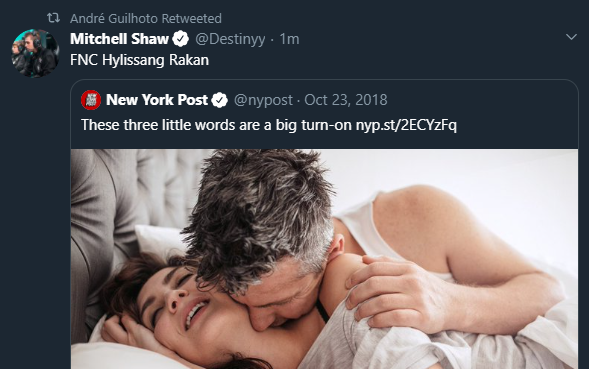 André Guilhoto Retweeted
Mitchell Shaw @Destinyy · 1m
FNC Hylissang Rakan
New York Post @nypost · Oct 23, 2018
These three little words are a big turn-on nyp.st/2ECYzFq